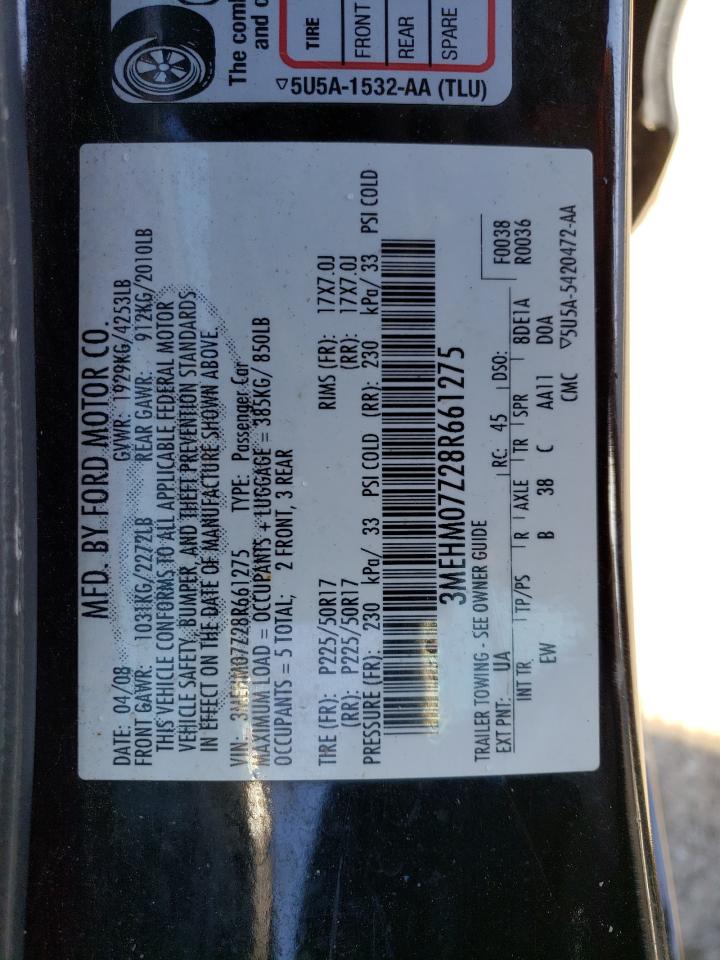 The comb
and o
TIRE
FRONT
REAR
SPARE
▽5U5A-1532-AA (TLU)
MFD. BY FORD MOTOR CO.
DATE: 04/08 GVWR: 1929KG/4253LB
FRONT GAWR: 1031KG/2272LB REAR GAWR: 912KG/2010LB
THIS VEHICLE CONFORMS TO ALL APPLICABLE FEDERAL MOTOR
VEHICLE SAFETY, BUMPER, AND THEFT PREVENTION STANDARDS
IN EFFECT ON THE DATE OF MANUFACTURE SHOWN ABOVE.
VIN: 3MEHM07Z28R661275 TYPE: Passenger Car
MAXIMUM LOAD = OCCUPANTS + LUGGAGE = 385KG/ 850LB
OCCUPANTS = 5 TOTAL; 2 FRONT, 3 REAR
TIRE (FR): P225/50R17 RIMS (FR): 17X7.0J
(RR): P225/50R17 (RR): 17X7.0J
PRESSURE (FR): 230 kPa/ 33 PSI COLD (RR): 230 kPa/ 33 PSI COLD
3MEHM07Z28R661275
TRAILER TOWING - SEE OWNER GUIDE
EXT PNT: UA RC: 45 DSO: F0038
R0036
INT TR TP/PS R AXLE TR SPR 8DE1A
EW B 38 C AA11 D0A
CMC ▽5U5A-5420472-AA